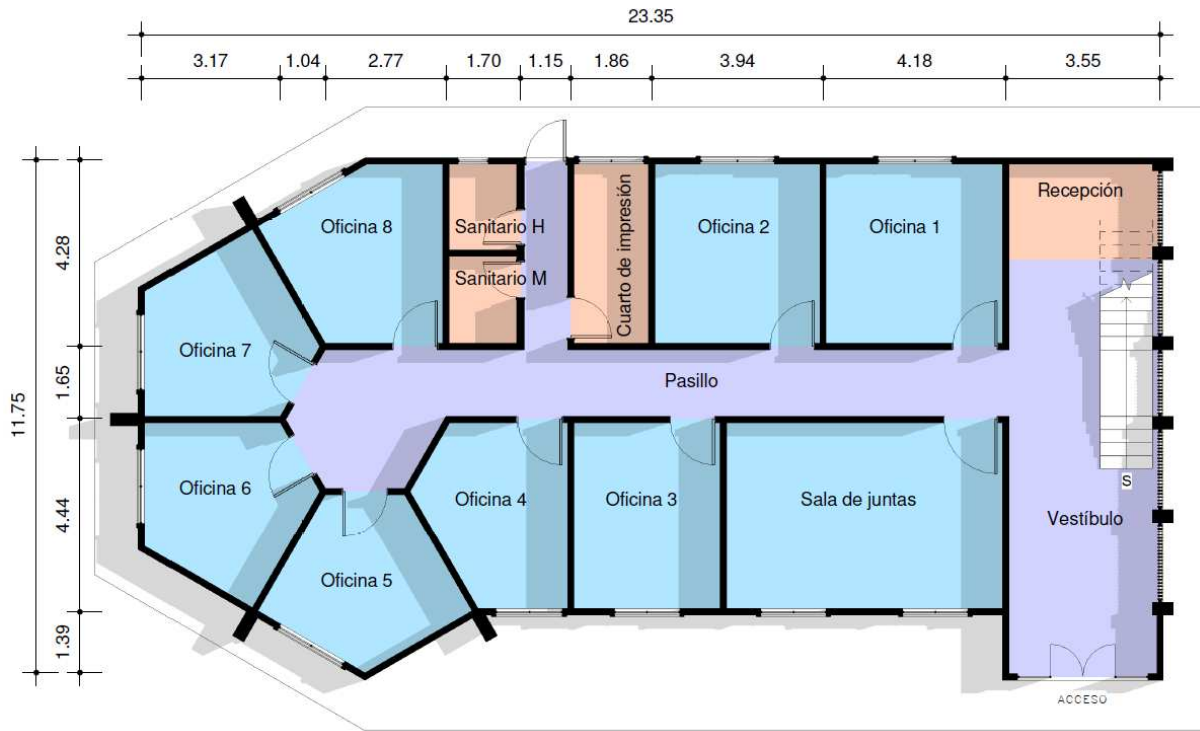 23.35
3.17 1.04 2.77 1.70 1.15 1.86 3.94 4.18 3.55
11.75
4.28
1.65
4.44
1.39
Recepción
Oficina 8
Sanitario H
Cuarto de impresión
Oficina 2
Oficina 1
Sanitario M
Oficina 7
Pasillo
Oficina 6
Oficina 4
Oficina 3
Sala de juntas
S
Vestíbulo
Oficina 5
ACCESO